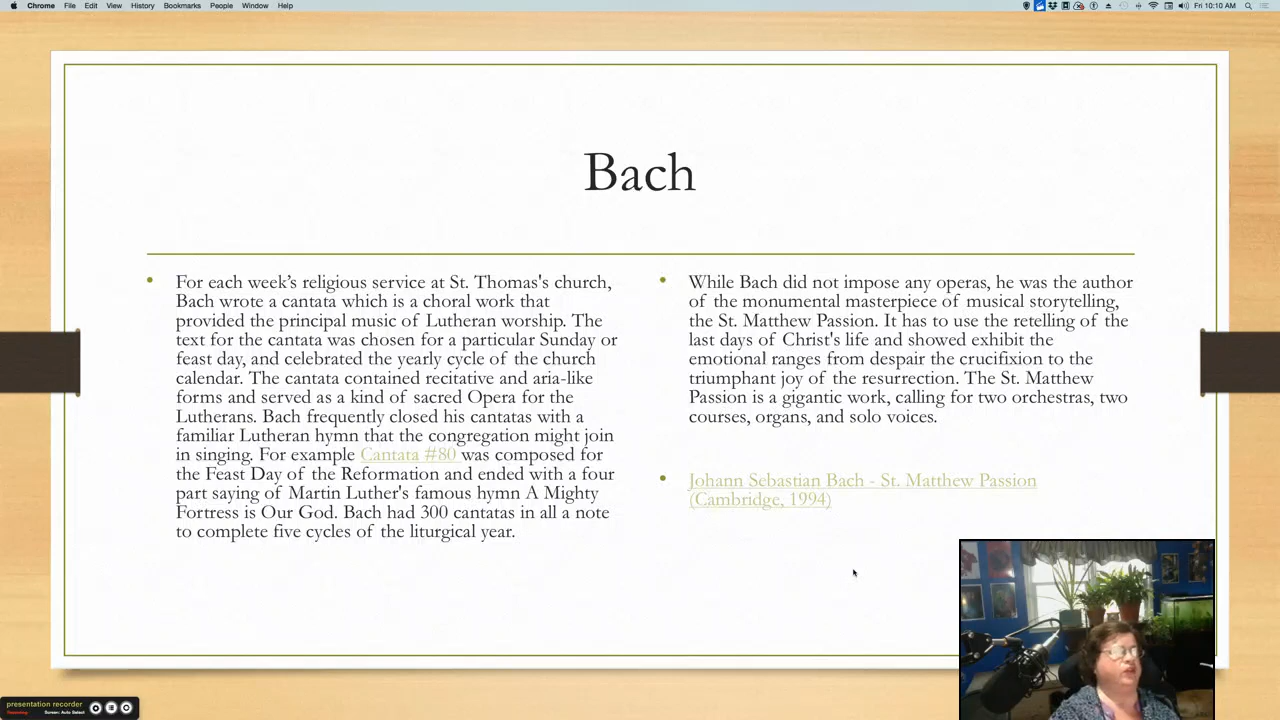 Chrome File Edit View History Bookmarks People Window Help Fri 10:10 AM
Bach
• For each week’s religious service at St. Thomas's church,
Bach wrote a cantata which is a choral work that
provided the principal music of Lutheran worship. The
text for the cantata was chosen for a particular Sunday or
feast day, and celebrated the yearly cycle of the church
calendar. The cantata contained recitative and aria-like
forms and served as a kind of sacred Opera for the
Lutherans. Bach frequently closed his cantatas with a
familiar Lutheran hymn that the congregation might join
in singing. For example Cantata #80 was composed for
the Feast Day of the Reformation and ended with a four
part saying of Martin Luther's famous hymn A Mighty
Fortress is Our God. Bach had 300 cantatas in all a note
to complete five cycles of the liturgical year.
• While Bach did not impose any operas, he was the author
of the monumental masterpiece of musical storytelling,
the St. Matthew Passion. It has to use the retelling of the
last days of Christ's life and showed exhibit the
emotional ranges from despair the crucifixion to the
triumphant joy of the resurrection. The St. Matthew
Passion is a gigantic work, calling for two orchestras, two
courses, organs, and solo voices.
• Johann Sebastian Bach - St. Matthew Passion
(Cambridge, 1994)
presentation recorder
Screen: Auto Select